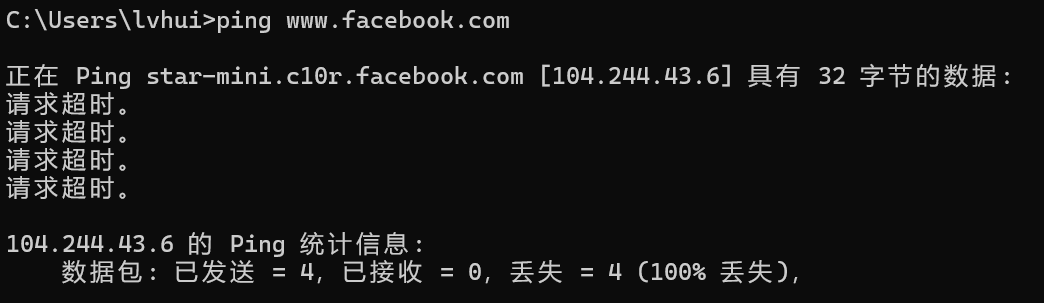 C:\Users\lvhui>ping www.facebook.com
正在 Ping star-mini.c10r.facebook.com [104.244.43.6] 具有 32 字节的数据:
请求超时。
请求超时。
请求超时。
请求超时。
104.244.43.6 的 Ping 统计信息:
数据包: 已发送 = 4，已接收 = 0，丢失 = 4 (100% 丢失)，